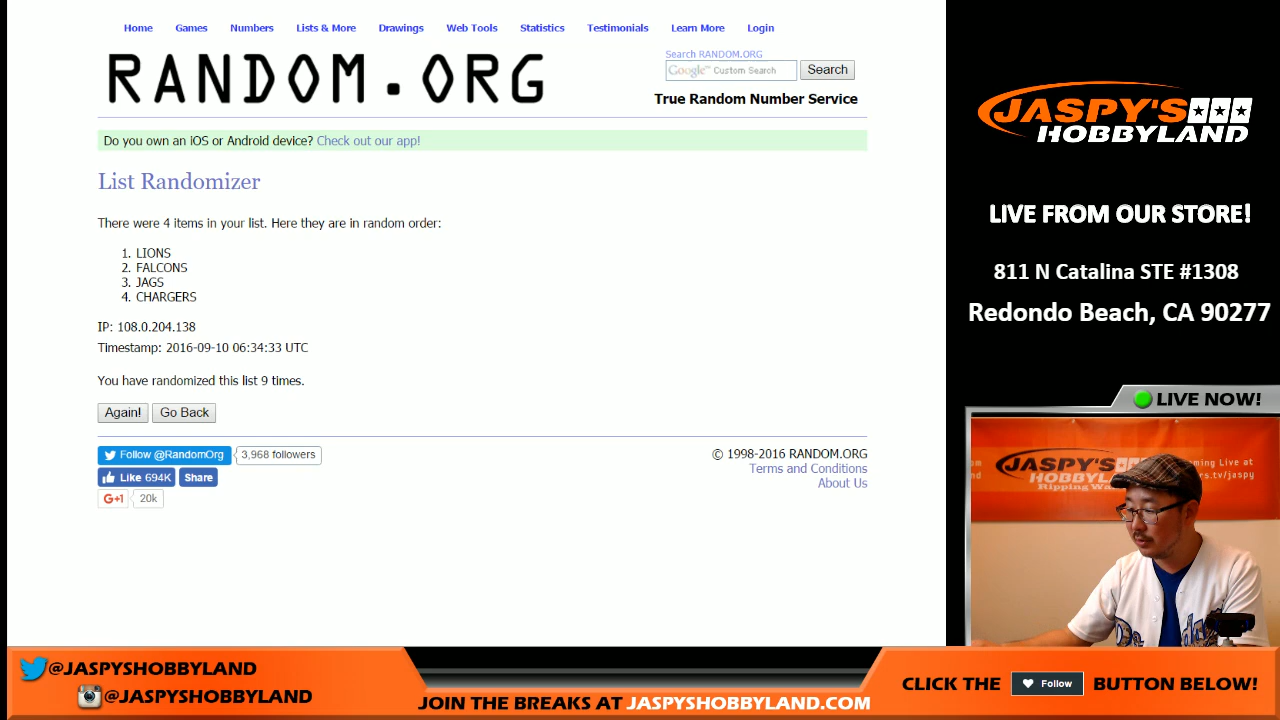 Home Games Numbers Lists & More Drawings Web Tools Statistics Testimonials Learn More Login
RANDOM.ORG
Search RANDOM.ORG
Google™ Custom Search Search
True Random Number Service
Do you own an iOS or Android device? Check out our app!
List Randomizer
There were 4 items in your list. Here they are in random order:
1. LIONS
2. FALCONS
3. JAGS
4. CHARGERS
IP: 108.0.204.138
Timestamp: 2016-09-10 06:34:33 UTC
You have randomized this list 9 times.
Again! Go Back
Follow @RandomOrg 3,968 followers
Like 694K Share
G+1 20k
© 1998-2016 RANDOM.ORG
Terms and Conditions
About Us
JASPY'S
HOBBYLAND
LIVE FROM OUR STORE!
811 N Catalina STE #1308
Redondo Beach, CA 90277
LIVE NOW!
JASPY'S
HOBBYLAND
@JASPYSHOBBYLAND
@JASPYSHOBBYLAND
JOIN THE BREAKS AT JASPYSHOBBYLAND.COM
CLICK THE Follow BUTTON BELOW!